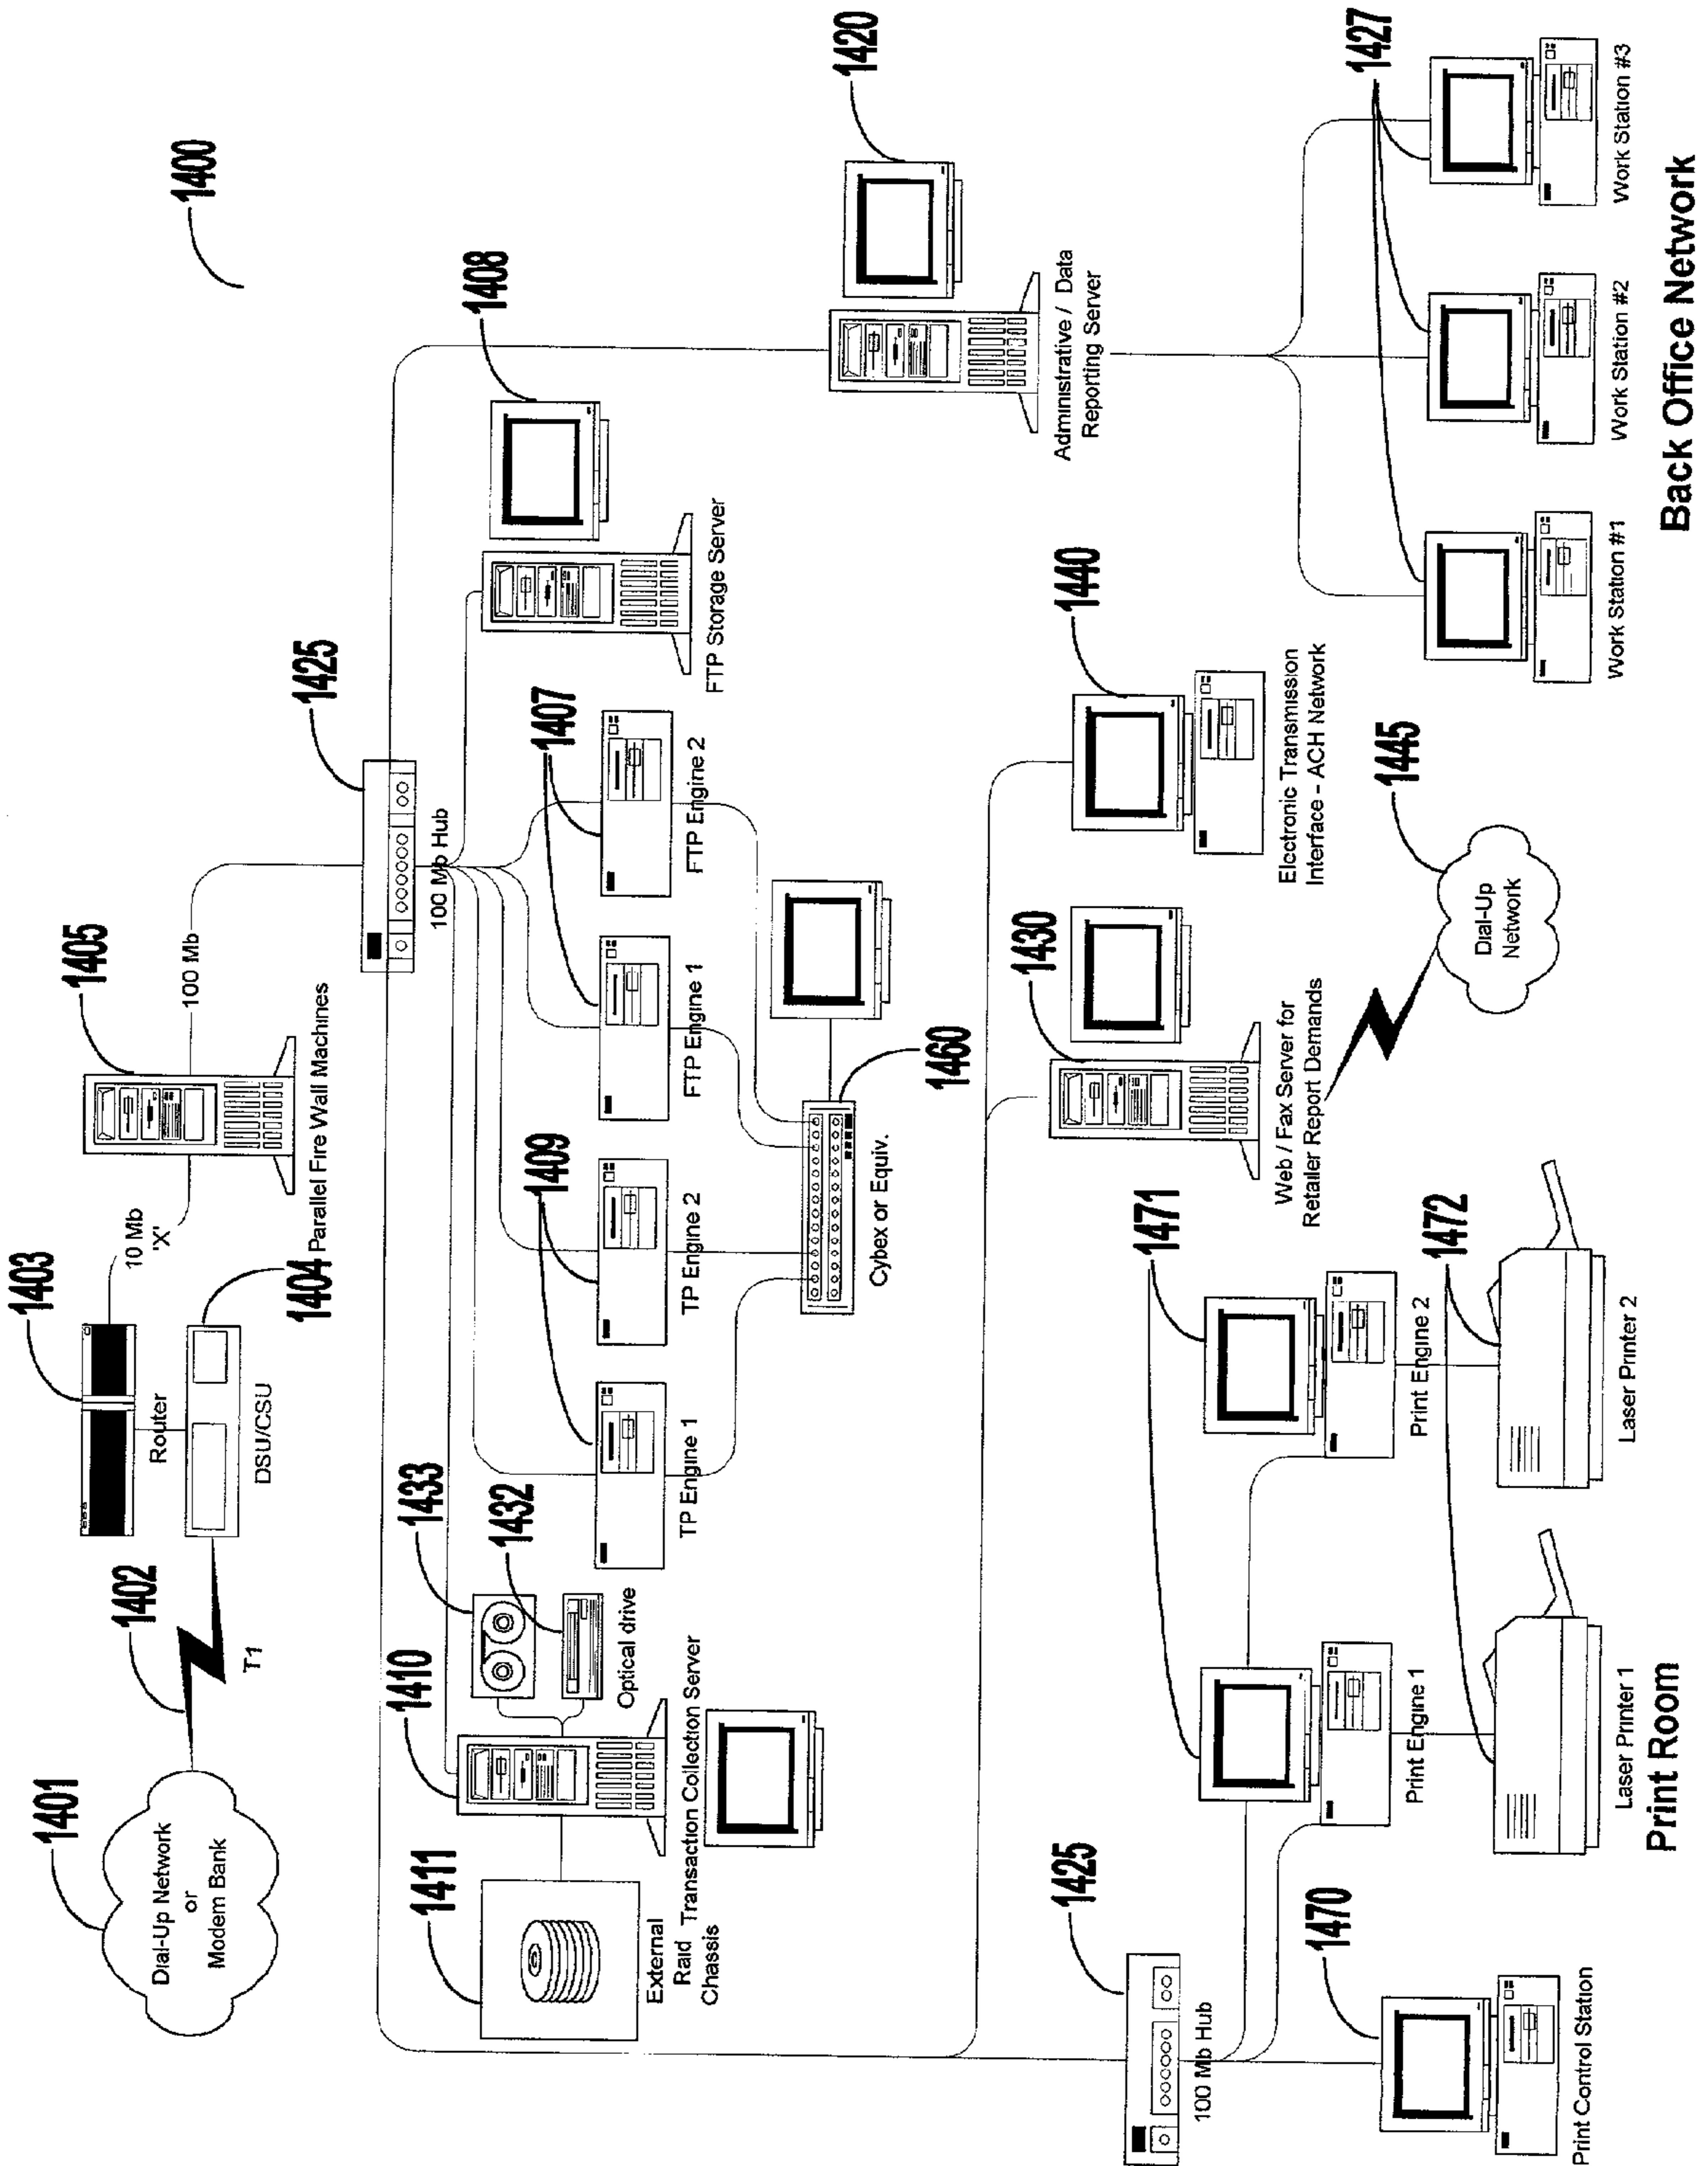 1400
1401
Dial-Up Network
or
Modem Bank
1402
T1
1403
Router
DSU/CSU
1404
10 Mb
'X'
1405
Parallel Fire Wall Machines
100 Mb
1425
100 Mb Hub
1411
External
Raid
Chassis
1410
Transaction Collection Server
1433
1432
Optical drive
1409
TP Engine 1
TP Engine 2
1407
FTP Engine 1
FTP Engine 2
1408
FTP Storage Server
1460
Cybex or Equiv.
1420
Administrative / Data
Reporting Server
1425
100 Mb Hub
1430
Web / Fax Server for
Retailer Report Demands
1440
Electronic Transmission
Interface - ACH Network
1445
Dial-Up
Network
1427
Work Station #1
Work Station #2
Work Station #3
Back Office Network
1470
Print Control Station
1471
Print Engine 1
Print Engine 2
1472
Laser Printer 1
Laser Printer 2
Print Room